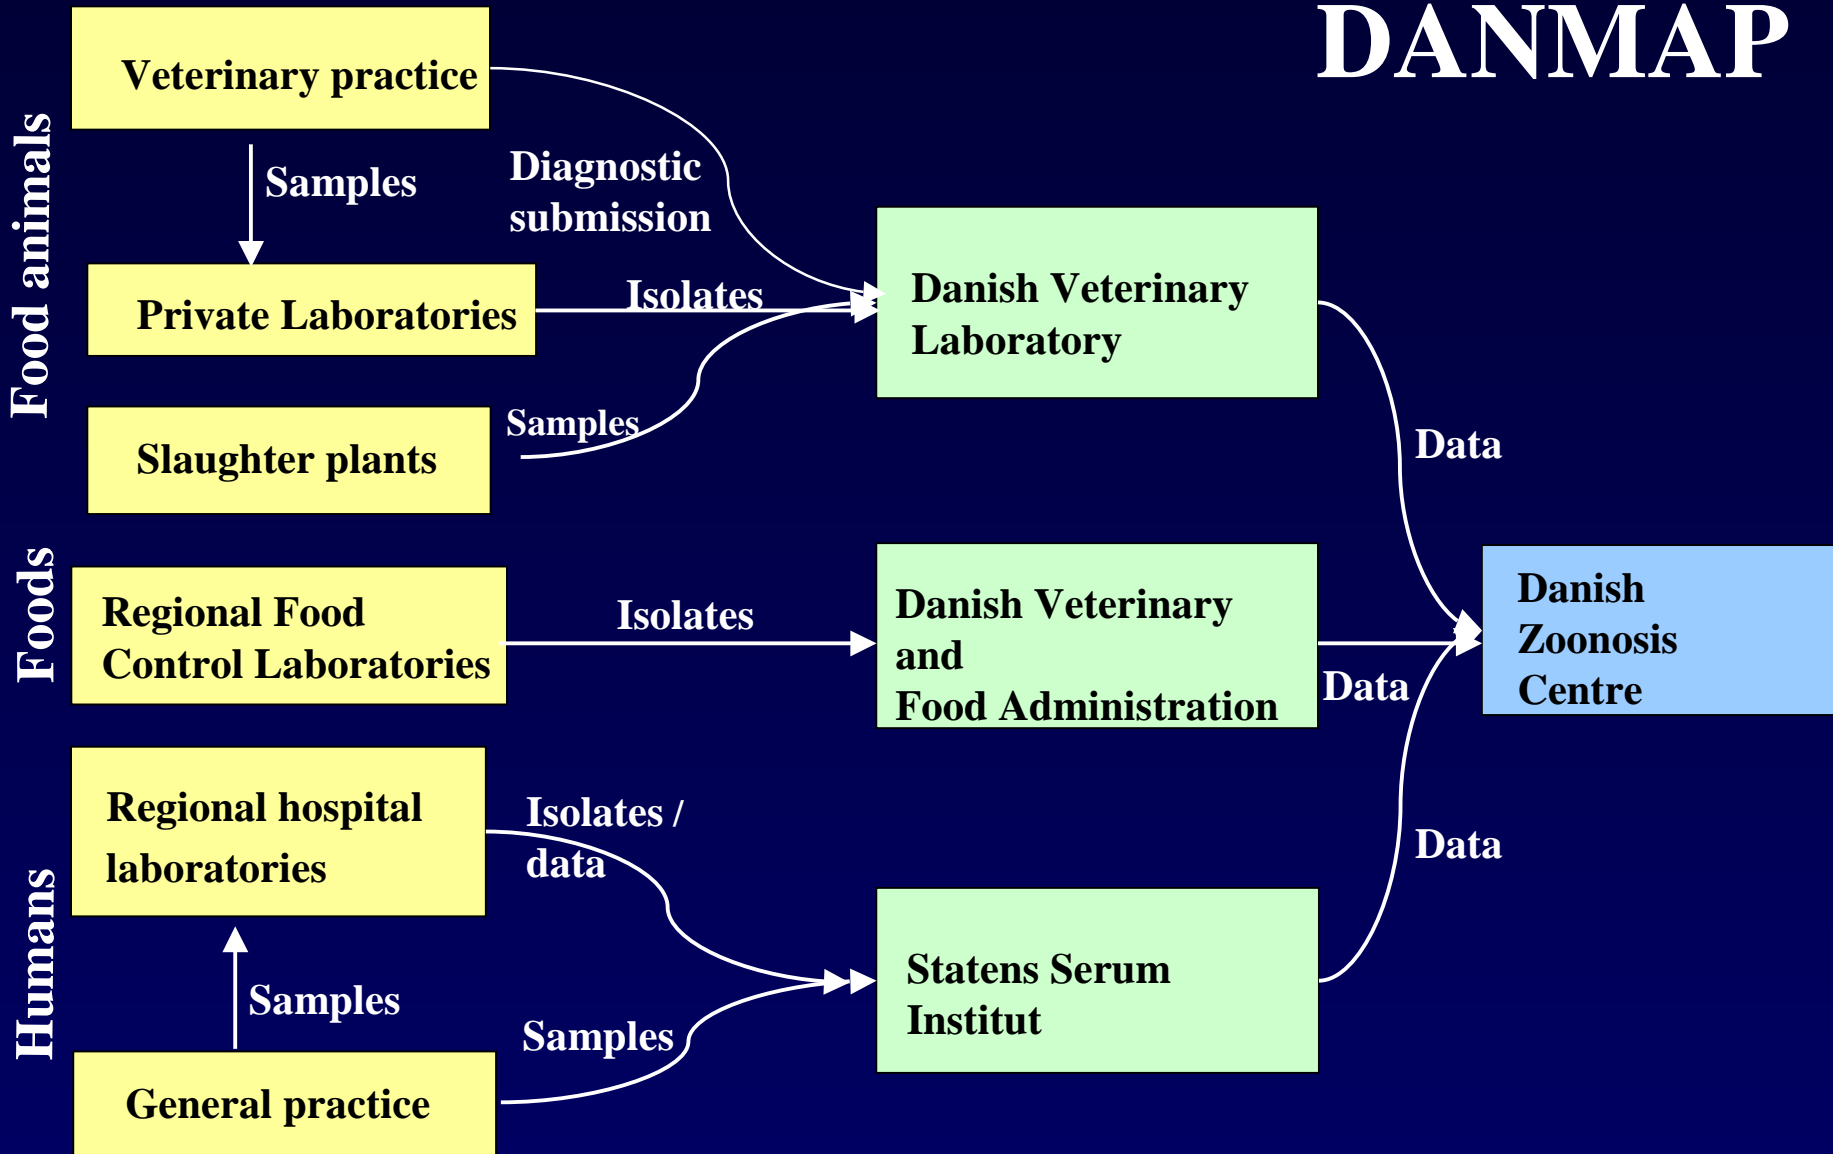 DANMAP
Food animals
Veterinary practice
Samples
Diagnostic
submission
Private Laboratories
Isolates
Danish Veterinary
Laboratory
Slaughter plants
Samples
Data
Foods
Regional Food
Control Laboratories
Isolates
Danish Veterinary
and
Food Administration
Data
Danish
Zoonosis
Centre
Humans
Regional hospital
laboratories
Isolates /
data
Data
Samples
Statens Serum
Institut
Samples
General practice